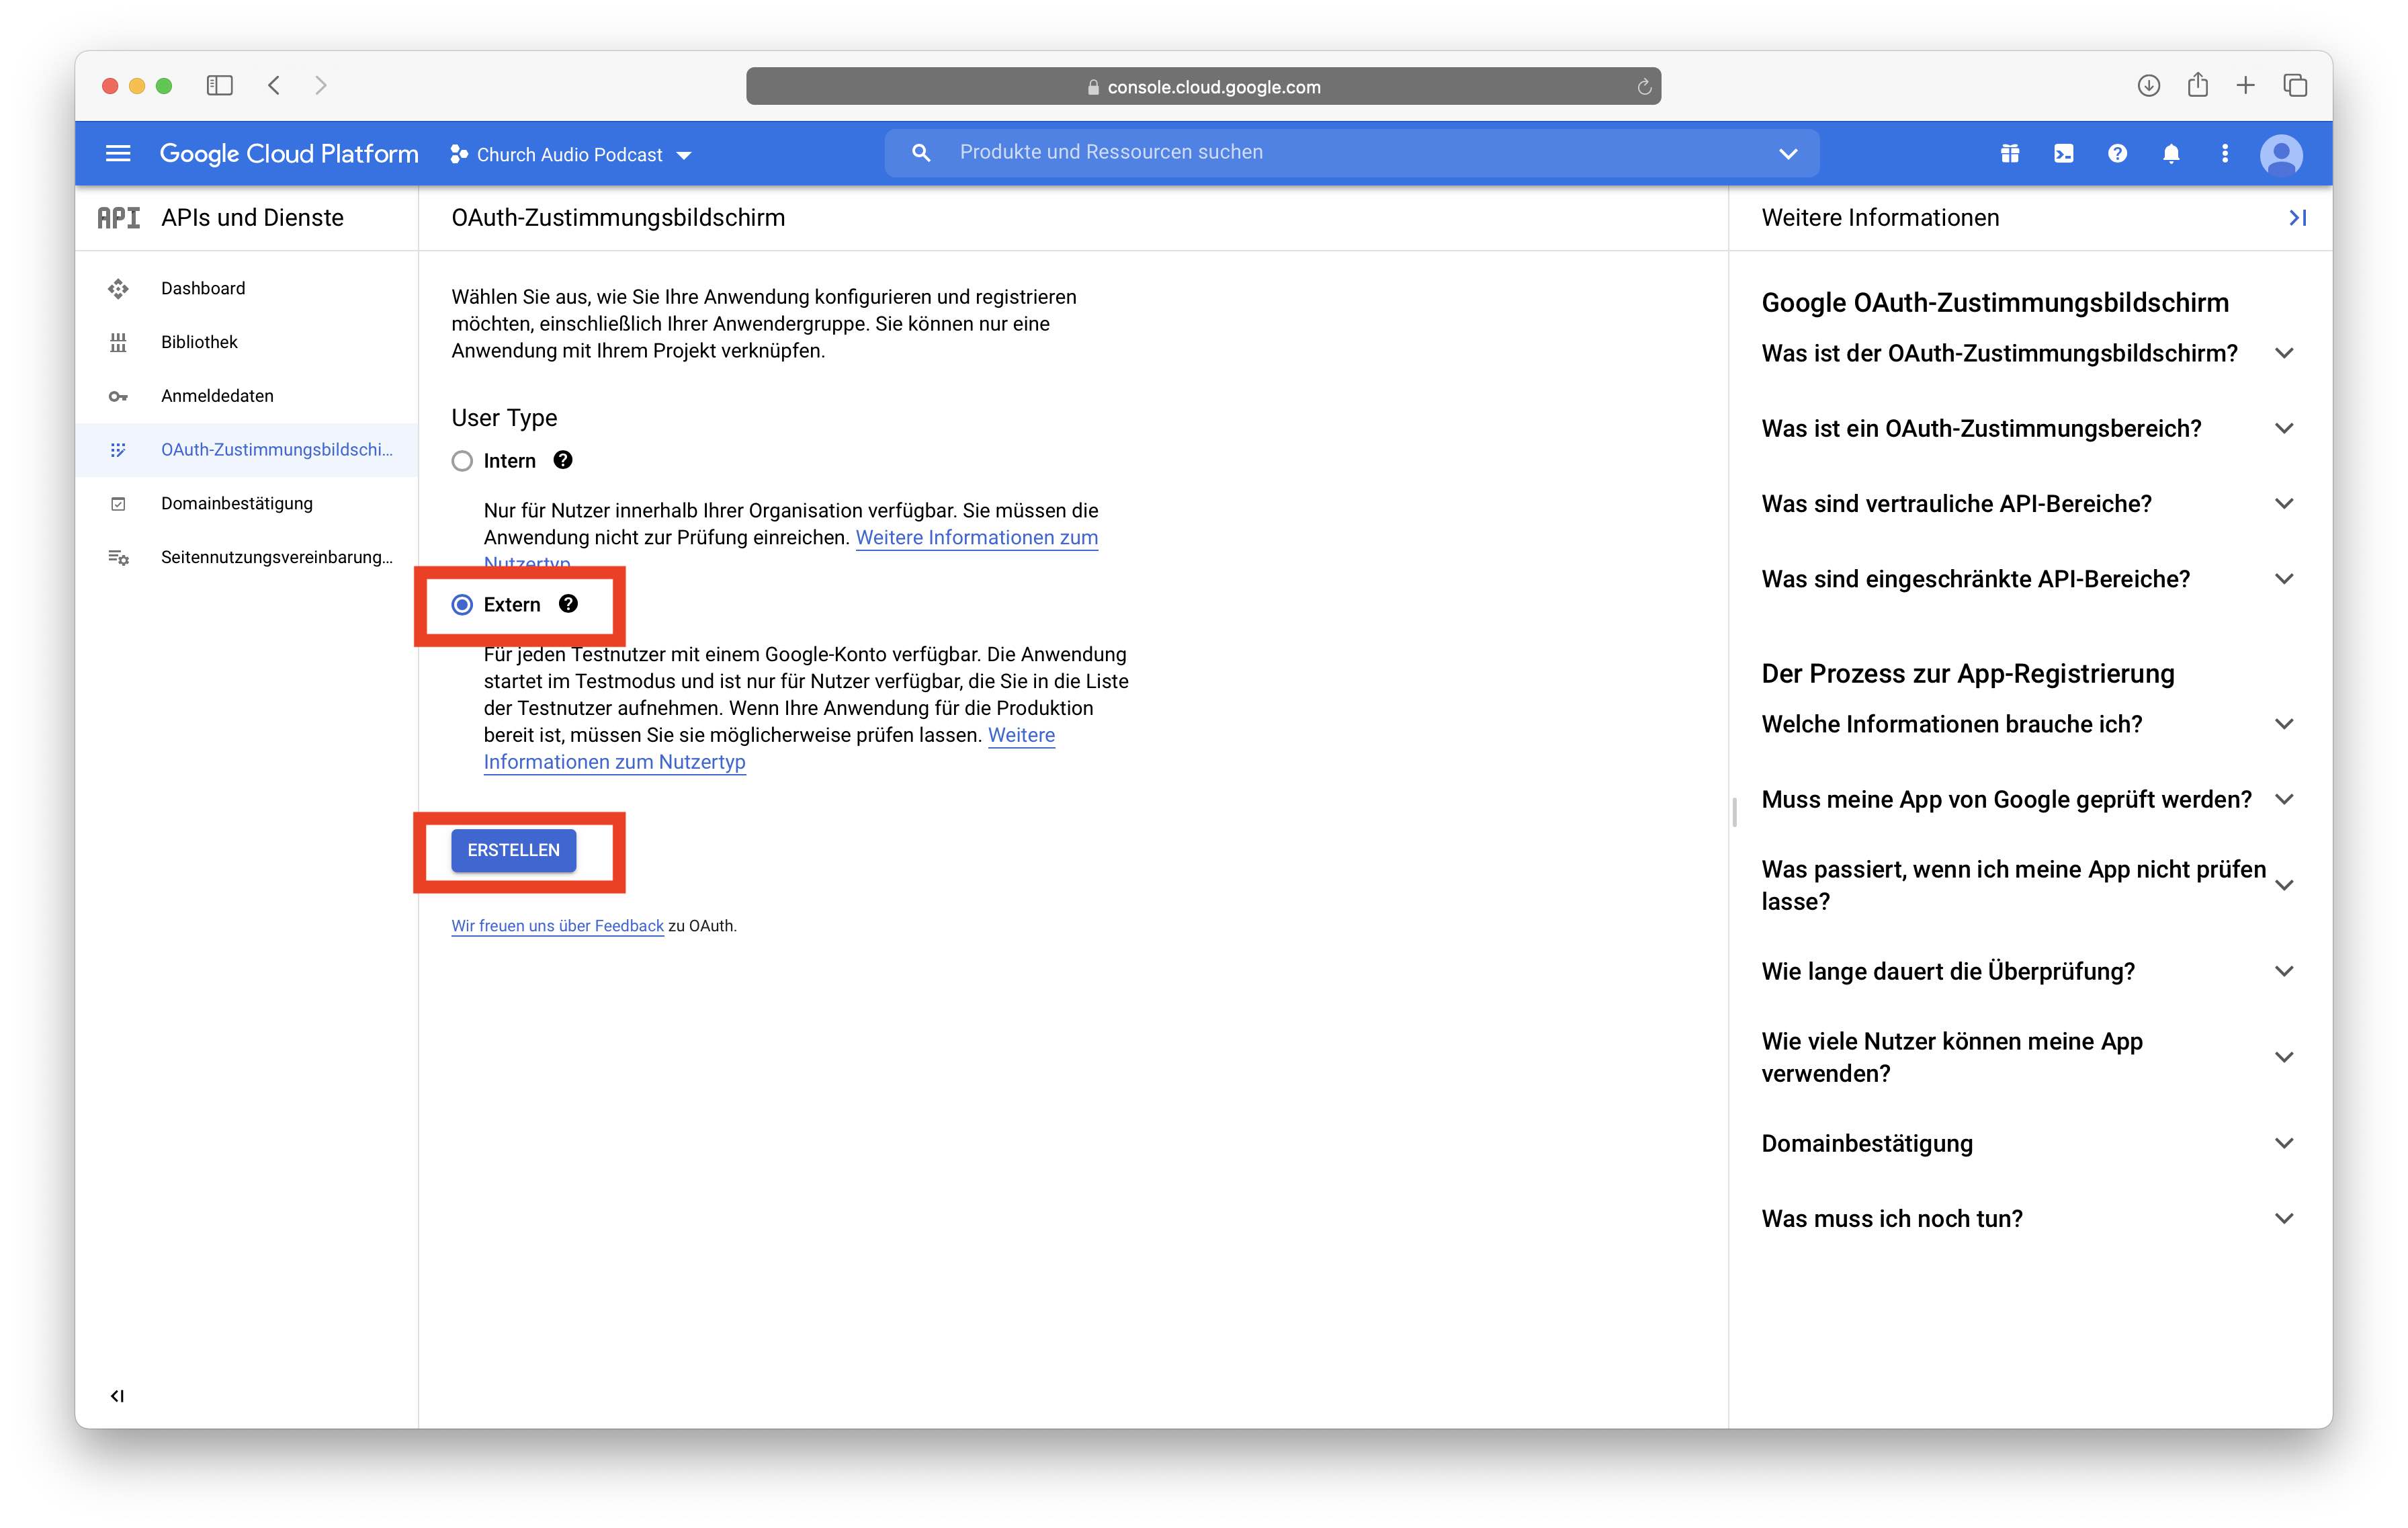 console.cloud.google.com
Google Cloud Platform
Church Audio Podcast
Produkte und Ressourcen suchen
API APIs und Dienste
Dashboard
Bibliothek
Anmeldedaten
OAuth-Zustimmungsbildschi...
Domainbestätigung
Seitennutzungsvereinbarung...
OAuth-Zustimmungsbildschirm
Wählen Sie aus, wie Sie Ihre Anwendung konfigurieren und registrieren
möchten, einschließlich Ihrer Anwendergruppe. Sie können nur eine
Anwendung mit Ihrem Projekt verknüpfen.
User Type
Intern
Nur für Nutzer innerhalb Ihrer Organisation verfügbar. Sie müssen die
Anwendung nicht zur Prüfung einreichen. Weitere Informationen zum
Nutzertyp
Extern
Für jeden Testnutzer mit einem Google-Konto verfügbar. Die Anwendung
startet im Testmodus und ist nur für Nutzer verfügbar, die Sie in die Liste
der Testnutzer aufnehmen. Wenn Ihre Anwendung für die Produktion
bereit ist, müssen Sie sie möglicherweise prüfen lassen. Weitere
Informationen zum Nutzertyp
ERSTELLEN
Wir freuen uns über Feedback zu OAuth.
Weitere Informationen
Google OAuth-Zustimmungsbildschirm
Was ist der OAuth-Zustimmungsbildschirm?
Was ist ein OAuth-Zustimmungsbereich?
Was sind vertrauliche API-Bereiche?
Was sind eingeschränkte API-Bereiche?
Der Prozess zur App-Registrierung
Welche Informationen brauche ich?
Muss meine App von Google geprüft werden?
Was passiert, wenn ich meine App nicht prüfen
lasse?
Wie lange dauert die Überprüfung?
Wie viele Nutzer können meine App
verwenden?
Domainbestätigung
Was muss ich noch tun?